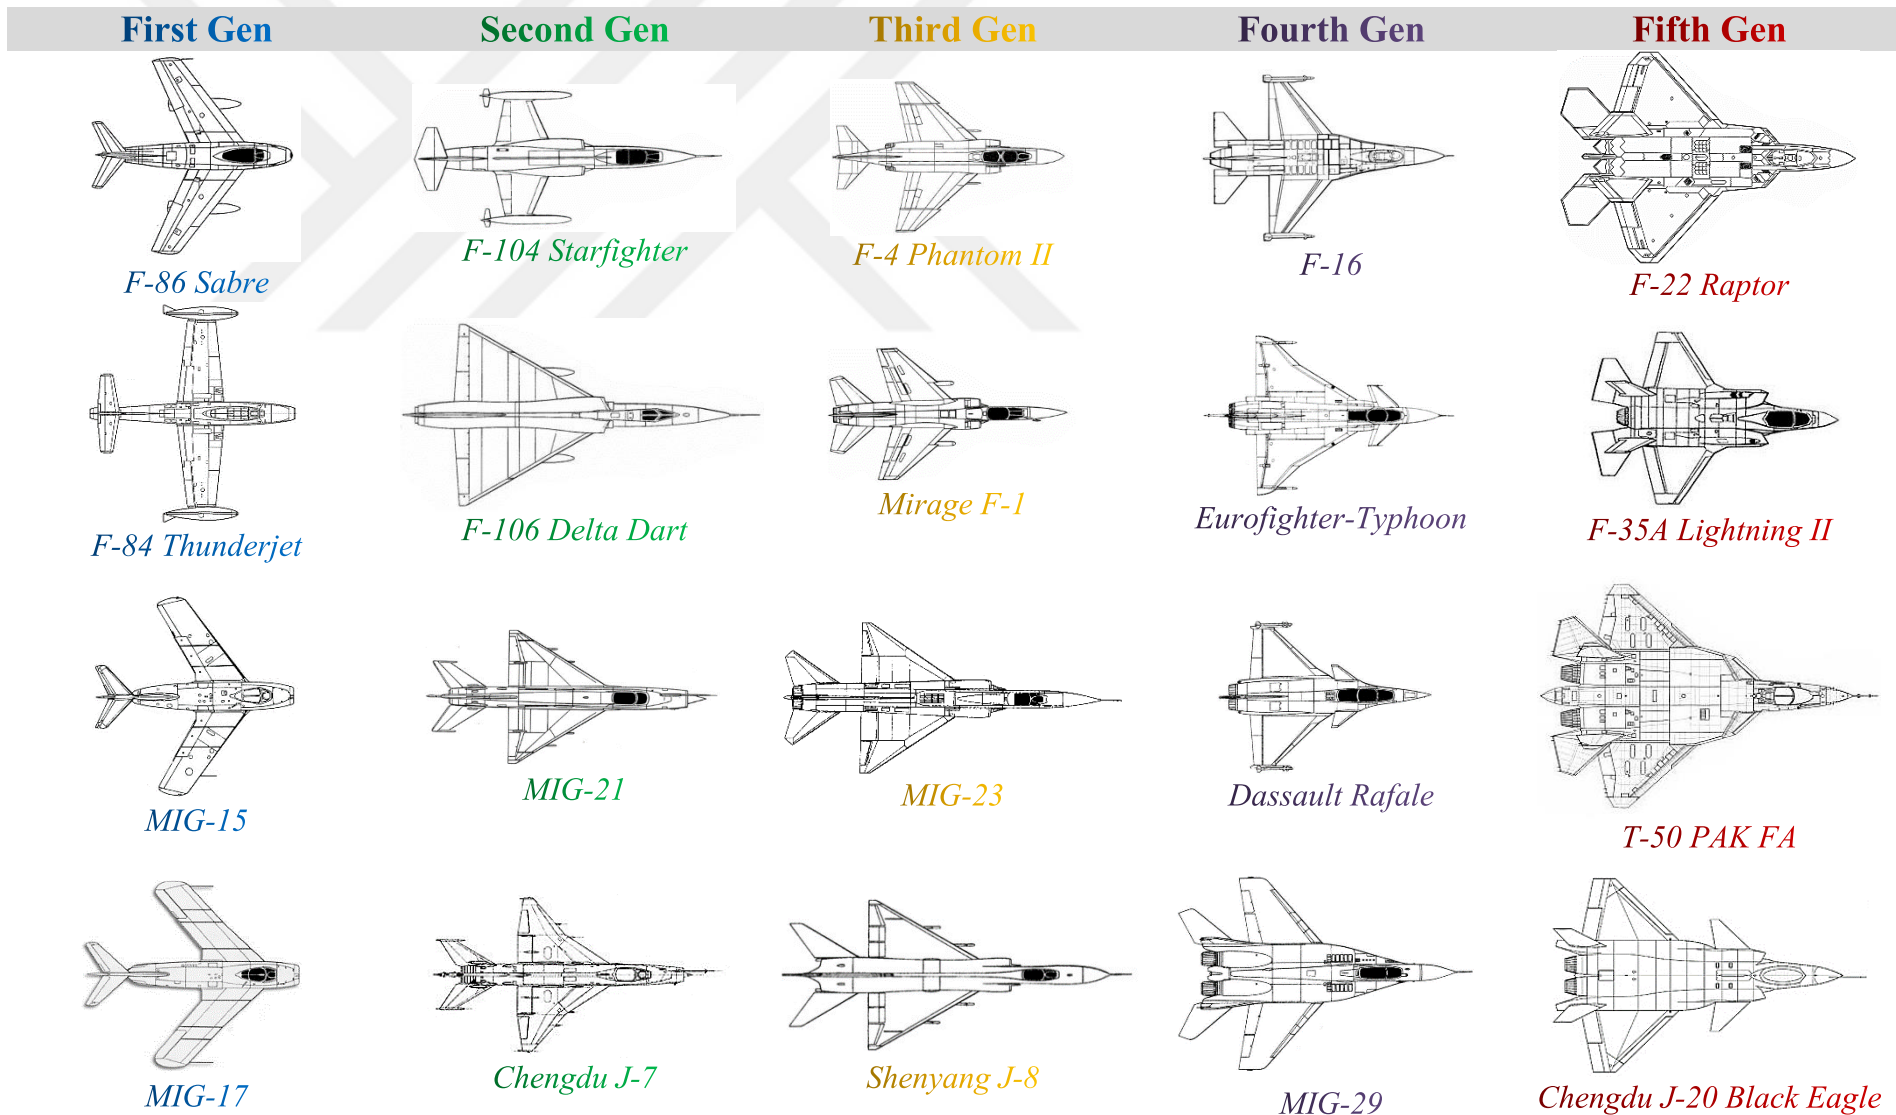 First Gen Second Gen Third Gen Fourth Gen Fifth Gen
F-86 Sabre F-104 Starfighter F-4 Phantom II F-16 F-22 Raptor
F-84 Thunderjet F-106 Delta Dart Mirage F-1 Eurofighter-Typhoon F-35A Lightning II
MIG-15 MIG-21 MIG-23 Dassault Rafale T-50 PAK FA
MIG-17 Chengdu J-7 Shenyang J-8 MIG-29 Chengdu J-20 Black Eagle